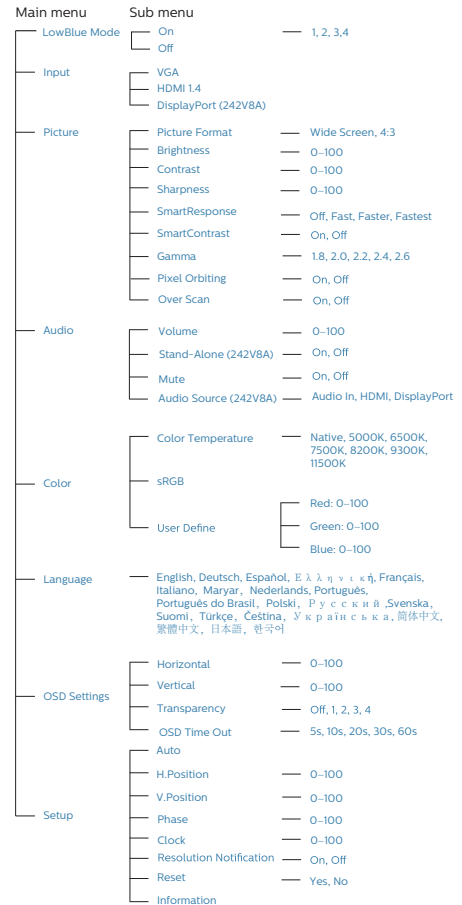 Main menu Sub menu
LowBlue Mode On 1, 2, 3,4
Off
Input VGA
HDMI 1.4
DisplayPort (242V8A)
Picture Picture Format Wide Screen, 4:3
Brightness 0–100
Contrast 0–100
Sharpness 0–100
SmartResponse Off, Fast, Faster, Fastest
SmartContrast On, Off
Gamma 1.8, 2.0, 2.2, 2.4, 2.6
Pixel Orbiting On, Off
Over Scan On, Off
Audio Volume 0–100
Stand-Alone (242V8A) On, Off
Mute On, Off
Audio Source (242V8A) Audio In, HDMI, DisplayPort
Color Temperature Native, 5000K, 6500K,
7500K, 8200K, 9300K,
11500K
Color sRGB
Red: 0–100
User Define Green: 0–100
Blue: 0–100
Language English, Deutsch, Español, Ελληνική, Français,
Italiano, Maryar, Nederlands, Português,
Português do Brasil, Polski, Русский ,Svenska,
Suomi, Türkçe, Čeština, Українська, 简体中文,
繁體中文, 日本語, 한국어
Horizontal 0–100
Vertical 0–100
OSD Settings Transparency Off, 1, 2, 3, 4
OSD Time Out 5s, 10s, 20s, 30s, 60s
Auto
H.Position 0–100
V.Position 0–100
Setup Phase 0–100
Clock 0–100
Resolution Notification On, Off
Reset Yes, No
Information